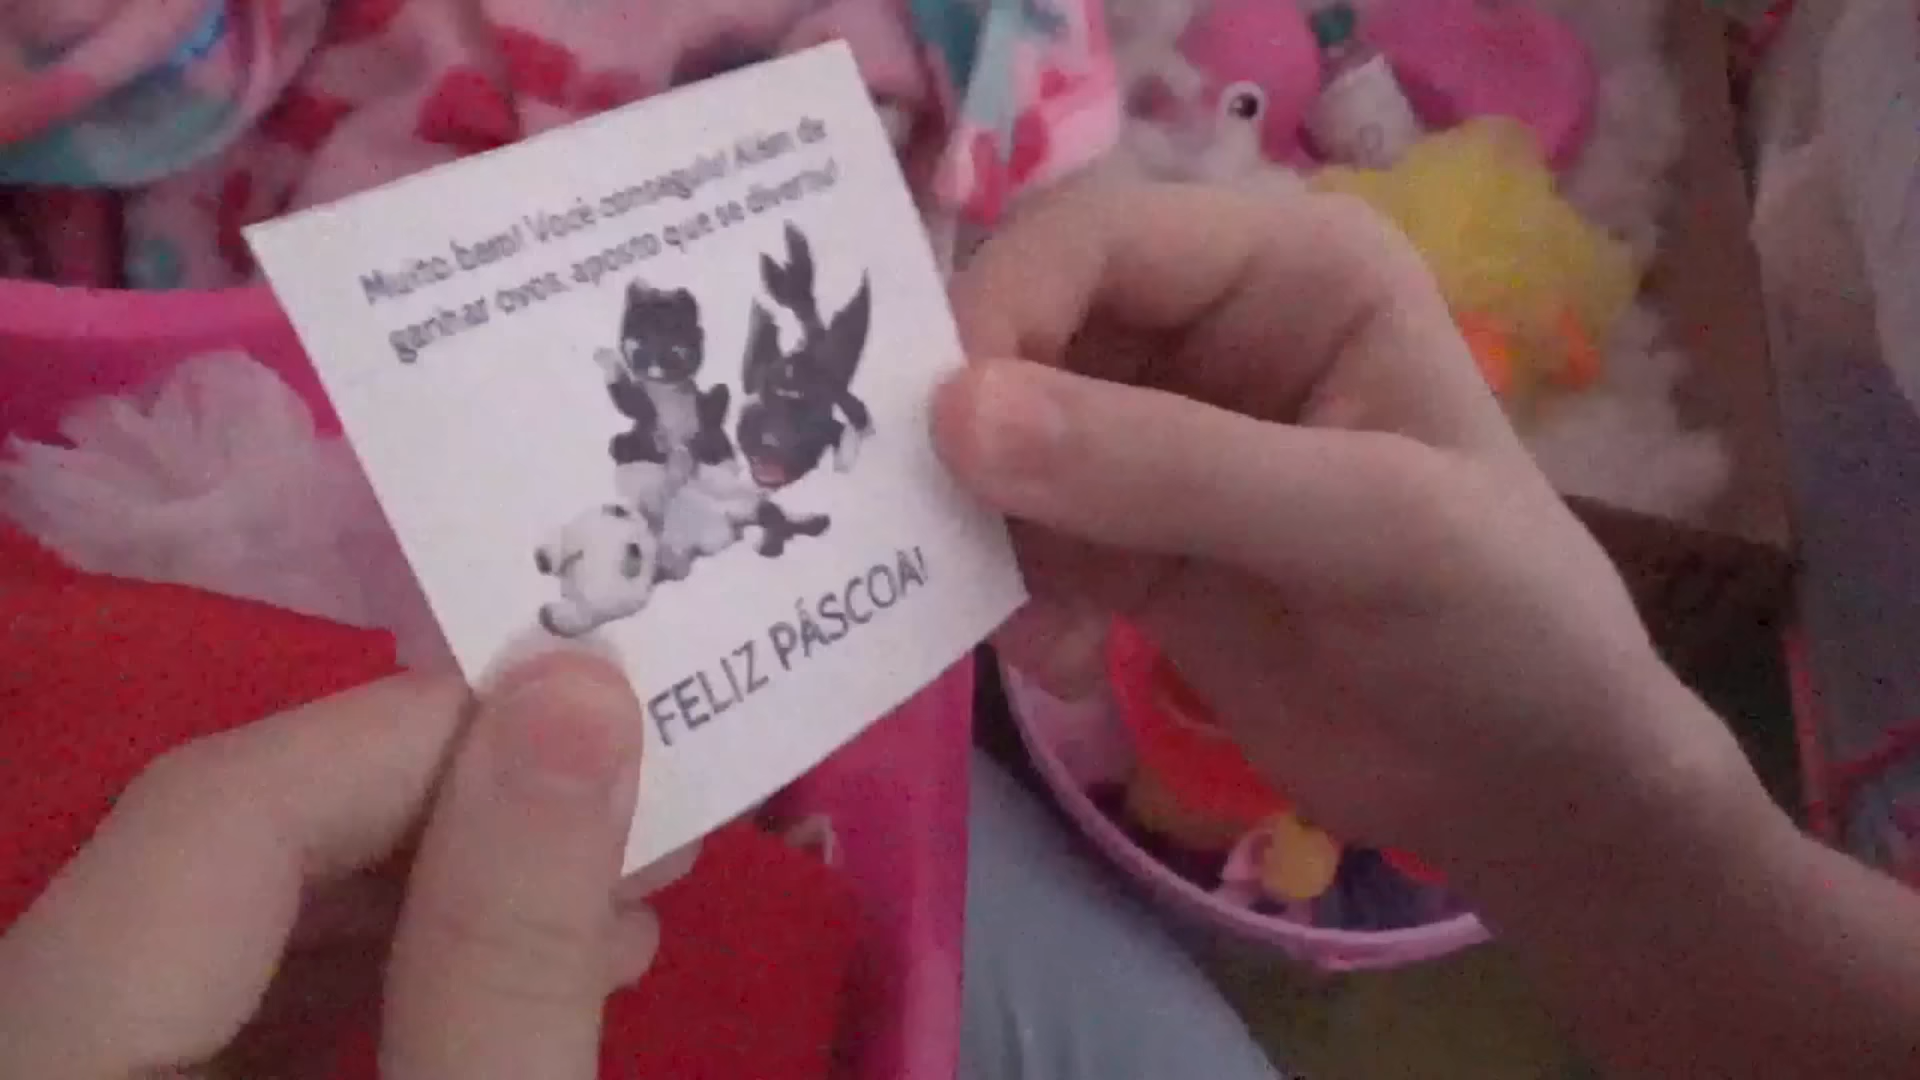 Muito bem! Você conseguiu! Além de
ganhar ovos, aposto que se divertiu!
FELIZ PÁSCOA!